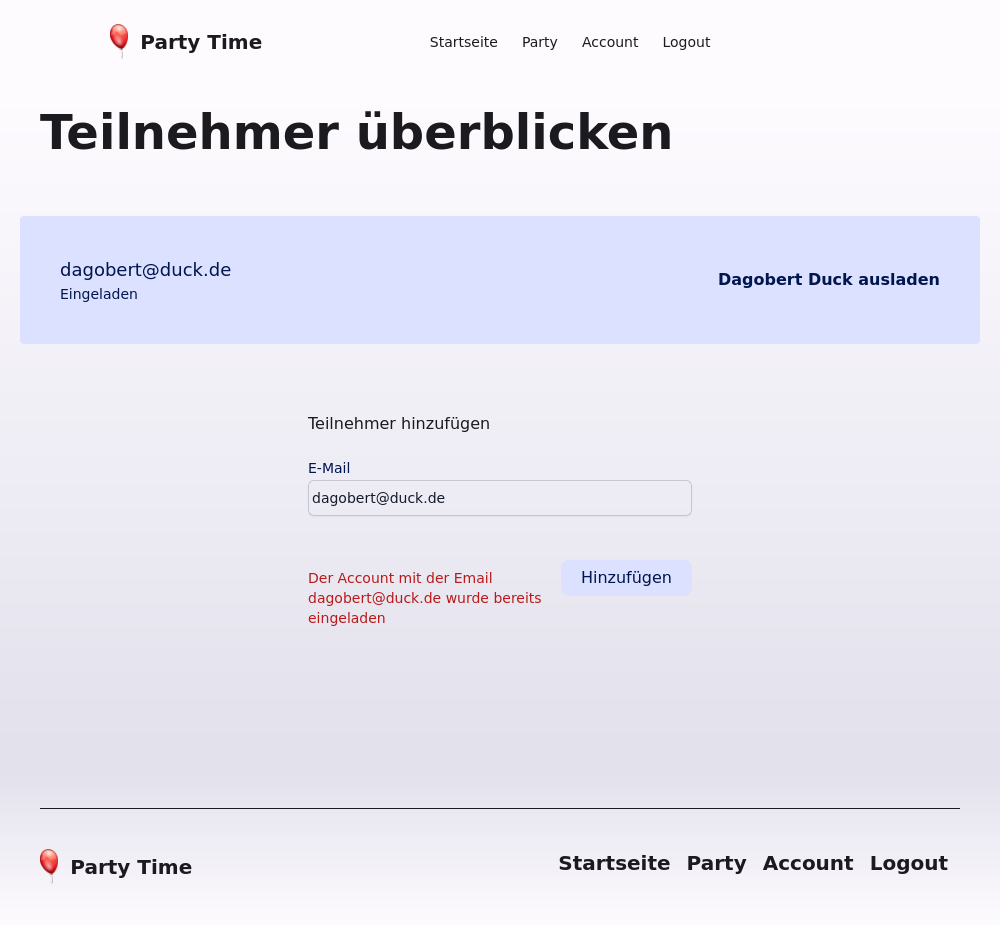 Party Time
Startseite Party Account Logout
Teilnehmer überblicken
dagobert@duck.de
Eingeladen
Dagobert Duck ausladen
Teilnehmer hinzufügen
E-Mail
dagobert@duck.de
Der Account mit der Email
dagobert@duck.de wurde bereits
eingeladen
Hinzufügen
Party Time
Startseite Party Account Logout